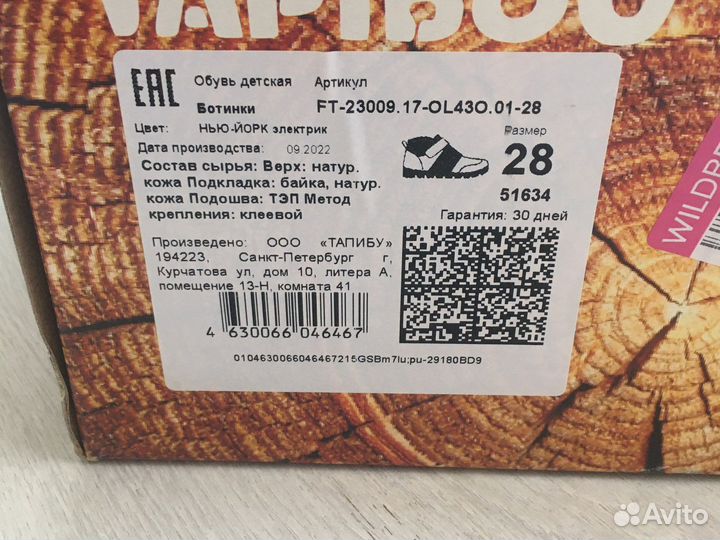 TAPIBOO
EAC
Обувь детская Артикул
Ботинки FT-23009.17-OL43O.01-28
Цвет: НЬЮ-ЙОРК электрик
Размер
Дата производства: 09.2022
28
Состав сырья: Верх: натур.
кожа Подкладка: байка, натур.
кожа Подошва: ТЭП Метод
крепления: клеевой
51634
Гарантия: 30 дней
Произведено: ООО «ТАПИБУ»
194223, Санкт-Петербург г,
Курчатова ул, дом 10, литера А,
помещение 13-Н, комната 41
4 630066 046467
0104630066046467215GSBm7lu;pu-29180BD9
WILDBE
Avito